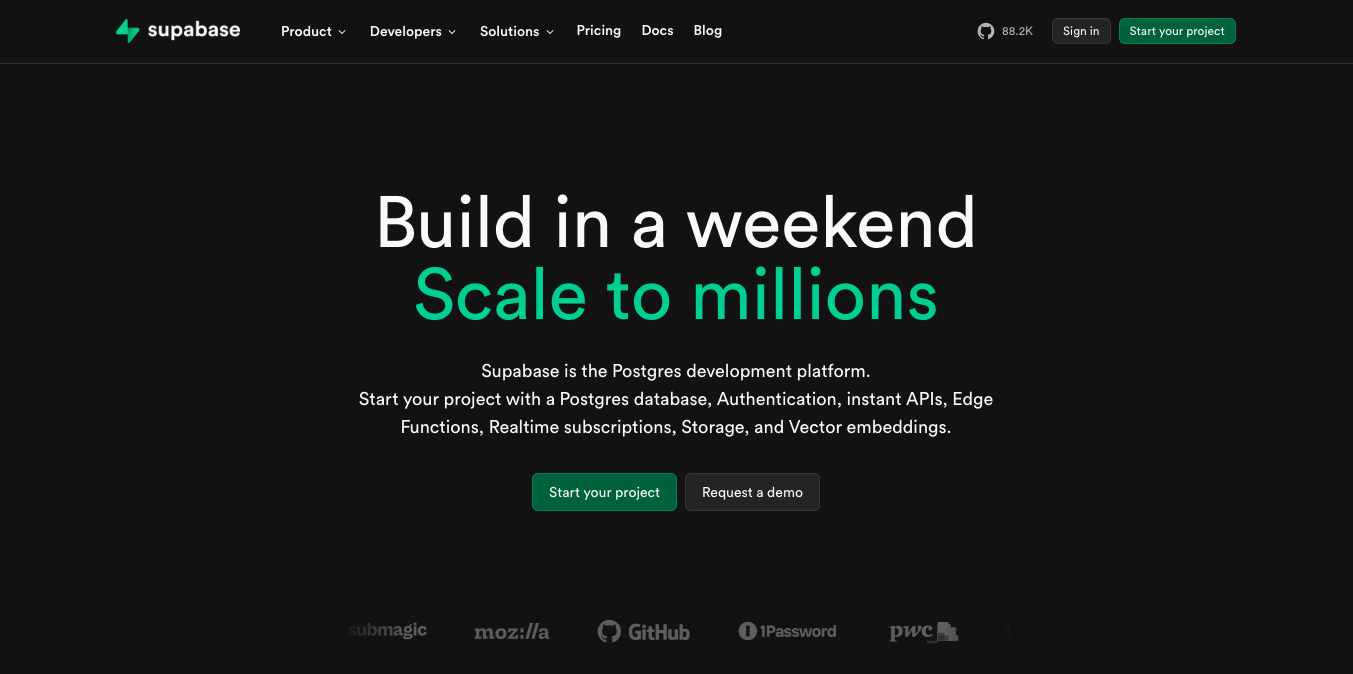 supabase
Product
Developers
Solutions
Pricing
Docs
Blog
88.2K
Sign in
Start your project
Build in a weekend
Scale to millions
Supabase is the Postgres development platform.
Start your project with a Postgres database, Authentication, instant APIs, Edge
Functions, Realtime subscriptions, Storage, and Vector embeddings.
Start your project
Request a demo
submagic
moz://a
GitHub
1Password
pwc